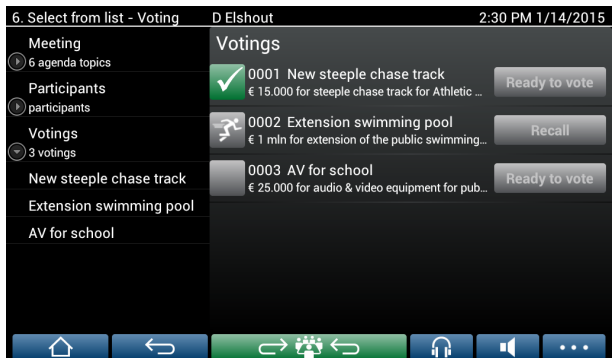 6. Select from list - Voting D Elshout 2:30 PM 1/14/2015
Meeting
6 agenda topics
Participants
participants
Votings
3 votings
New steeple chase track
Extension swimming pool
AV for school
Votings
0001 New steeple chase track
€ 15.000 for steeple chase track for Athletic ...
Ready to vote
0002 Extension swimming pool
€ 1 mln for extension of the public swimming...
Recall
0003 AV for school
€ 25.000 for audio & video equipment for pub...
Ready to vote